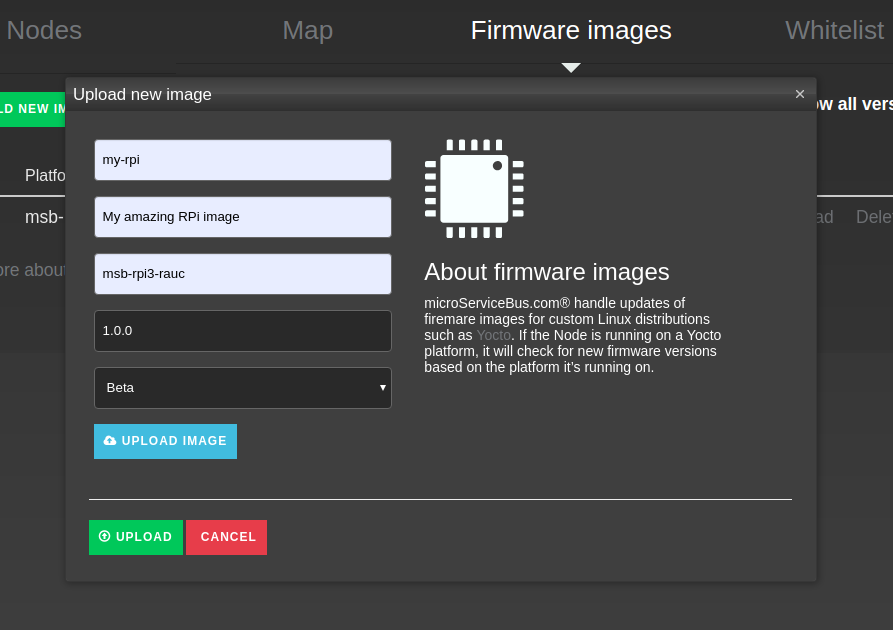 Nodes Map Firmware images Whitelist
Upload new image ×
LD NEW IM
ow all vers
my-rpi
Platfo
My amazing RPi image
msb-
ad Dele
ore about
msb-rpi3-rauc
1.0.0
Beta
UPLOAD IMAGE
About firmware images
microServiceBus.com® handle updates of
firemare images for custom Linux distributions
such as Yocto. If the Node is running on a Yocto
platform, it will check for new firmware versions
based on the platform it's running on.
UPLOAD CANCEL